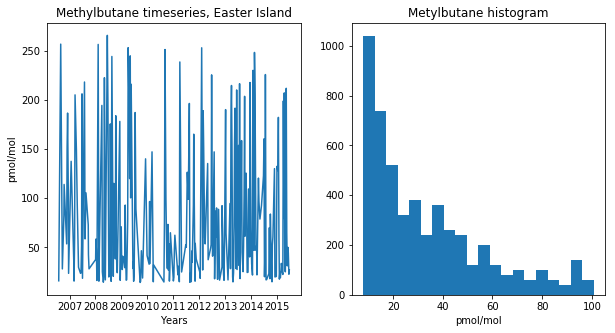 Methylbutane timeseries, Easter Island
pmol/mol
250
200
150
100
50
2007 2008 2009 2010 2011 2012 2013 2014 2015
Years
Metylbutane histogram
1000
800
600
400
200
0
20 40 60 80 100
pmol/mol